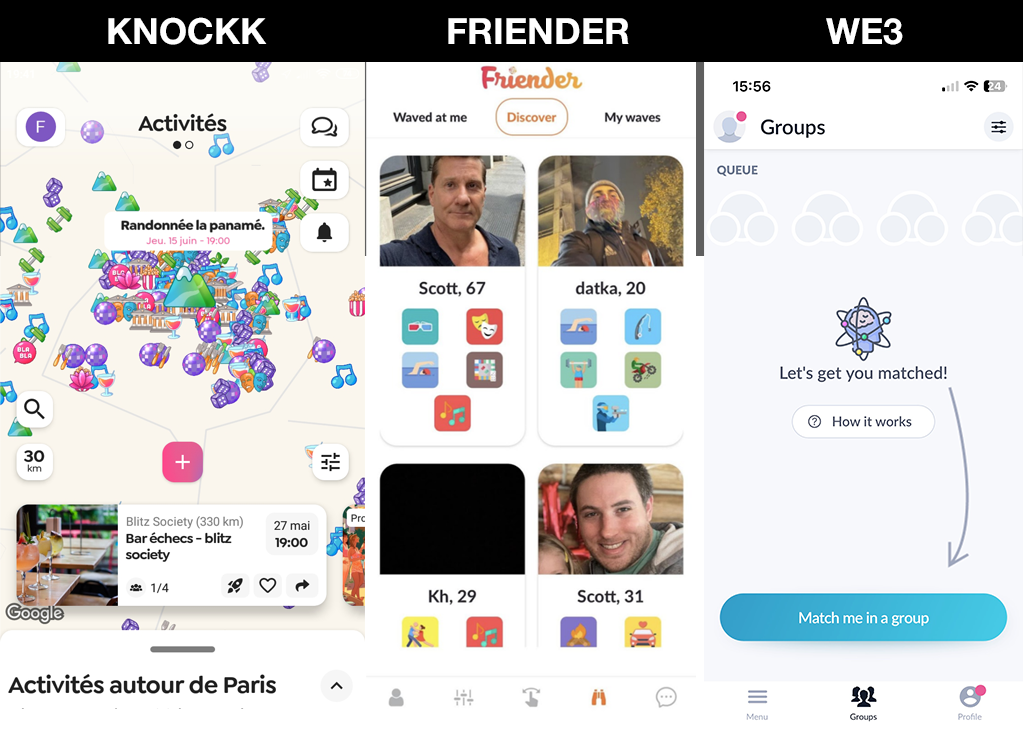 KNOCKK
FRIENDER
WE3
F
Activités
Randonnée la panamé.
Jeu. 15 juin - 19:00
BLA
BLA
BLA
30
km
Blitz Society (330 km)
Bar échecs - blitz
society
27 mai
19:00
1/4
Google
Activités autour de Paris
Friender
Waved at me
Discover
My waves
Scott, 67
datka, 20
Kh, 29
Scott, 31
15:56
24
Groups
QUEUE
Let's get you matched!
How it works
Match me in a group
Menu
Groups
Profile